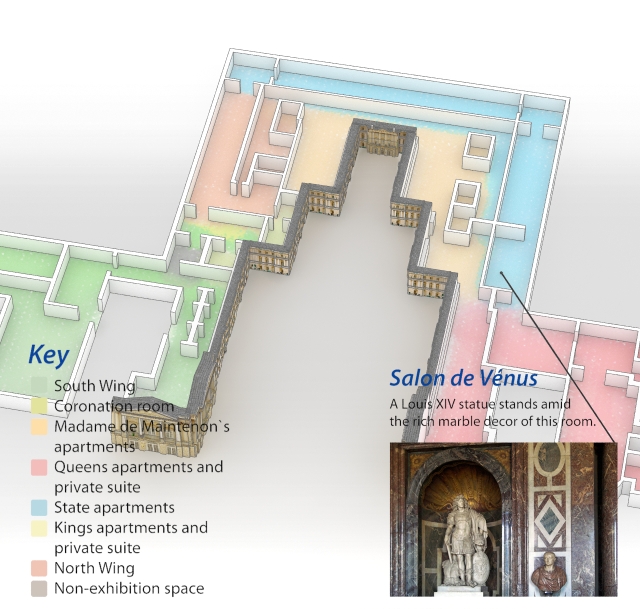 Key
South Wing
Coronation room
Madame de Maintenon`s
apartments
Queens apartments and
private suite
State apartments
Kings apartments and
private suite
North Wing
Non-exhibition space
Salon de Vénus
A Louis XIV statue stands amid
the rich marble decor of this room.